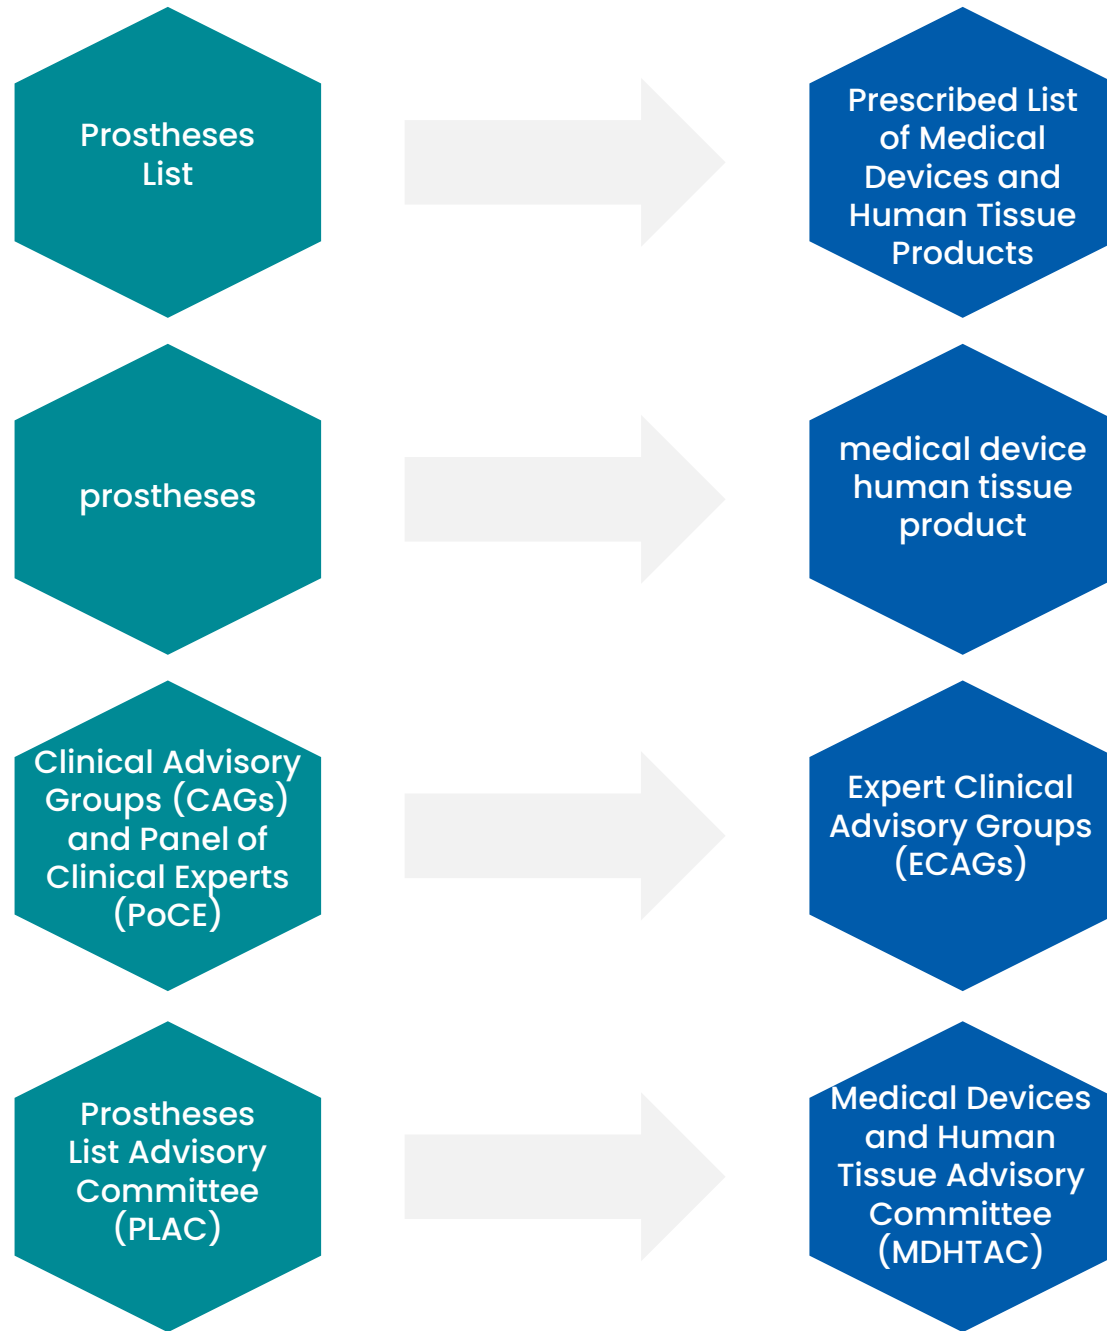 Prostheses
List
Prescribed List
of Medical
Devices and
Human Tissue
Products
prostheses
medical device
human tissue
product
Clinical Advisory
Groups (CAGs)
and Panel of
Clinical Experts
(PoCE)
Expert Clinical
Advisory Groups
(ECAGs)
Prostheses
List Advisory
Committee
(PLAC)
Medical Devices
and Human
Tissue Advisory
Committee
(MDHTAC)